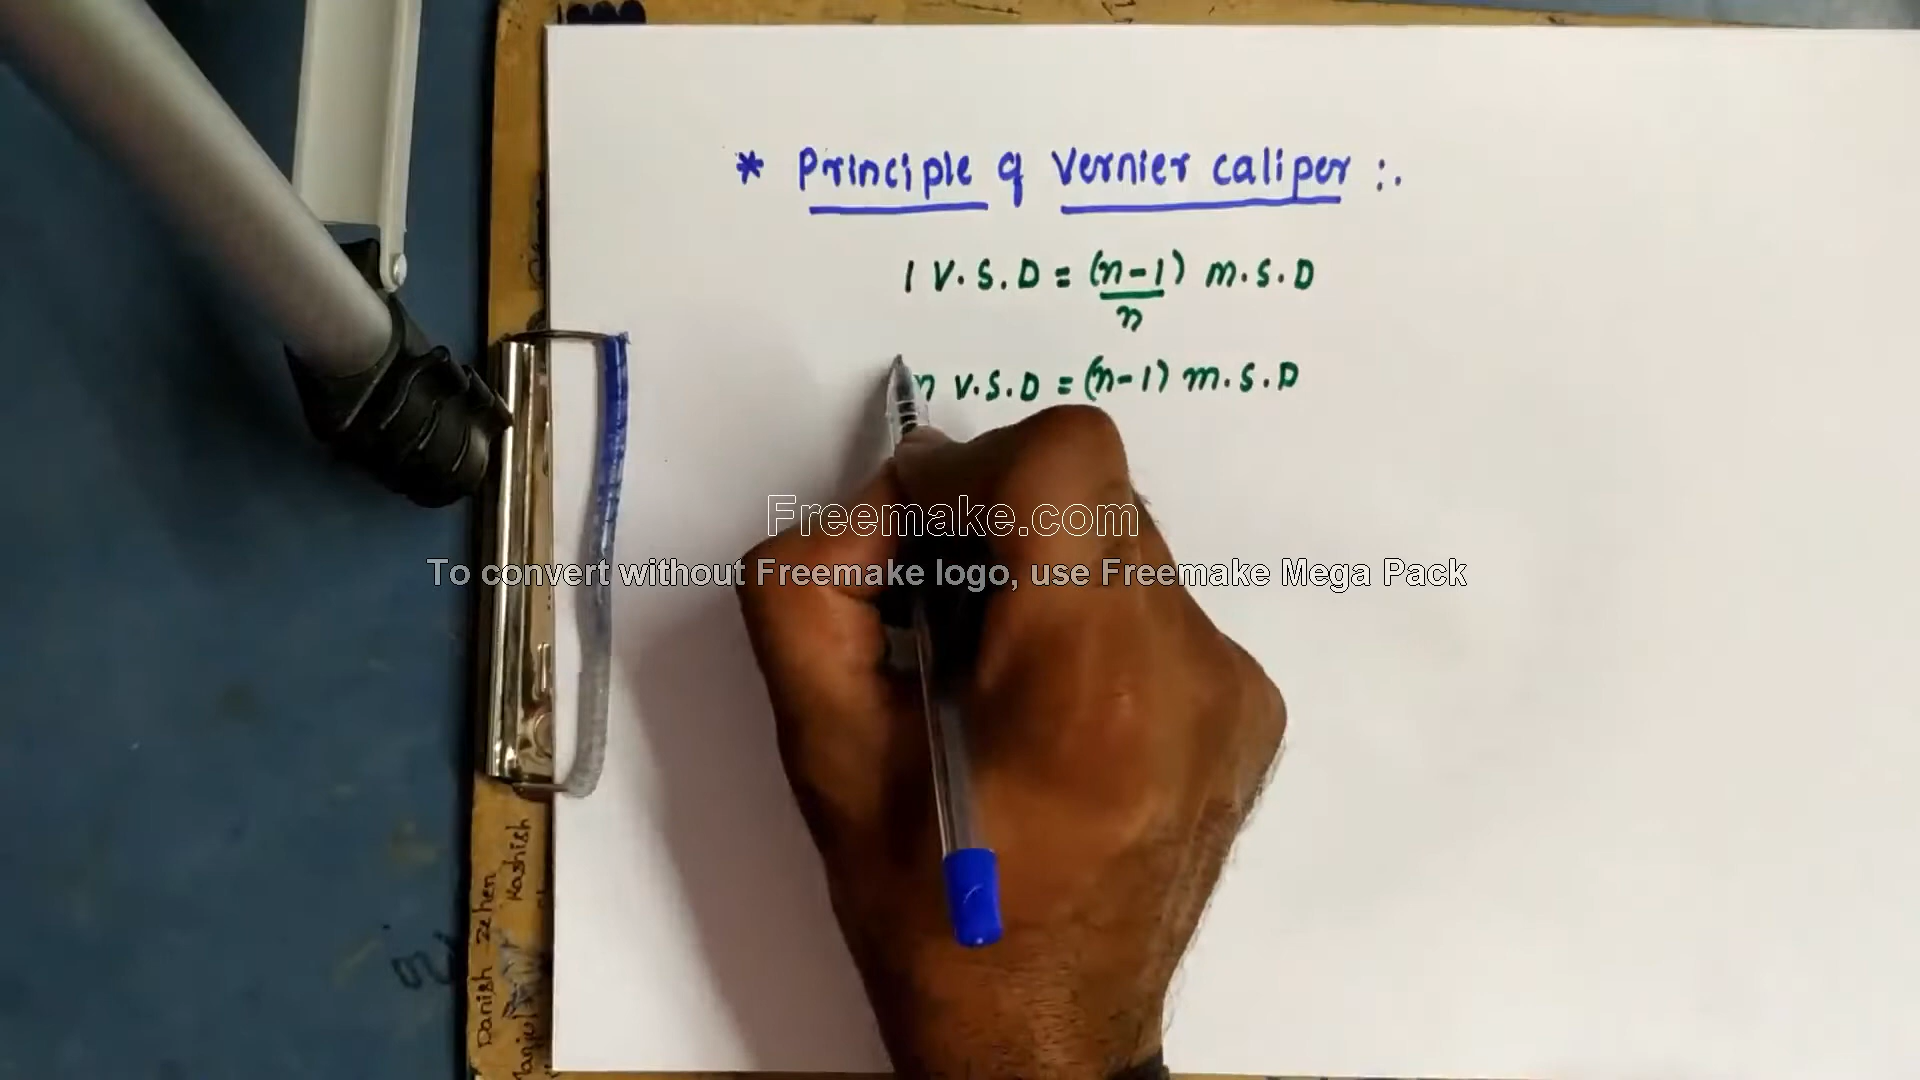 * Principle of Vernier caliper :.
1 V.S.D = (n-1)/n m.s.D
n V.S.D = (n-1) m.s.D
Freemake.com
To convert without Freemake logo, use Freemake Mega Pack
Danish Zehen
Kashish